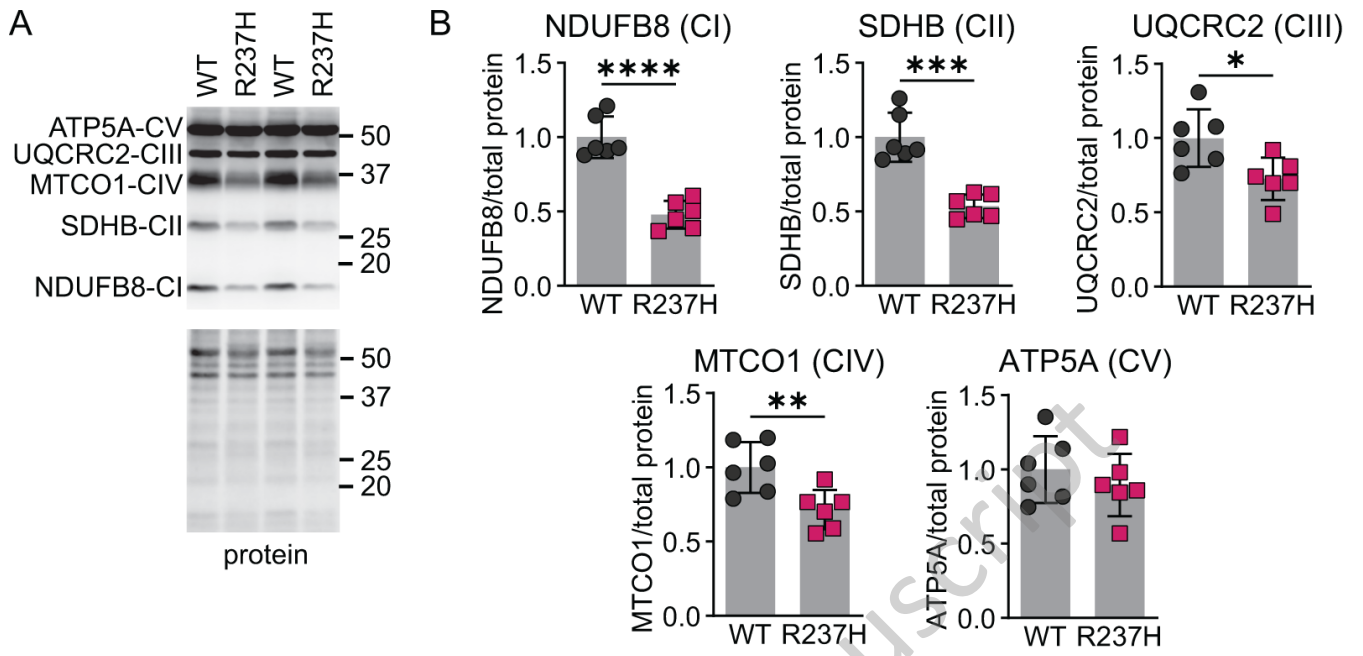 A
WT
R237H
WT
R237H
ATP5A-CV
UQCRC2-CIII
MTCO1-CIV
SDHB-CII
NDUFB8-CI
50
37
25
20
50
37
25
20
protein
B
NDUFB8 (CI)
NDUFB8/total protein
1.5
1.0
0.5
0.0
****
WT R237H
SDHB (CII)
SDHB/total protein
1.5
1.0
0.5
0.0
***
WT R237H
UQCRC2 (CIII)
UQCRC2/total protein
1.5
1.0
0.5
0.0
*
WT R237H
MTCO1 (CIV)
MTCO1/total protein
1.5
1.0
0.5
0.0
**
WT R237H
ATP5A (CV)
ATP5A/total protein
1.5
1.0
0.5
0.0
WT R237H
uscript